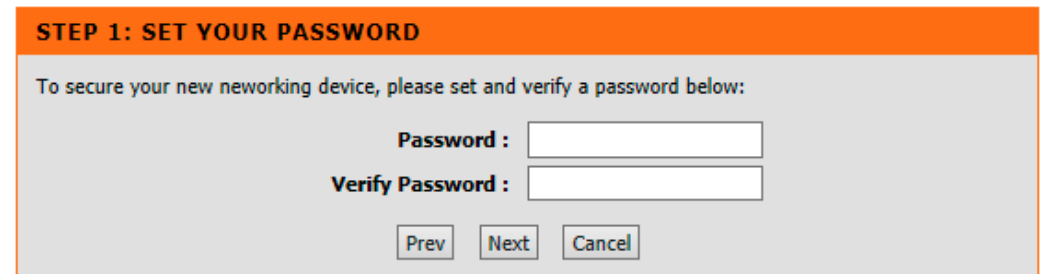 STEP 1: SET YOUR PASSWORD
To secure your new neworking device, please set and verify a password below:
Password :
Verify Password :
Prev Next Cancel